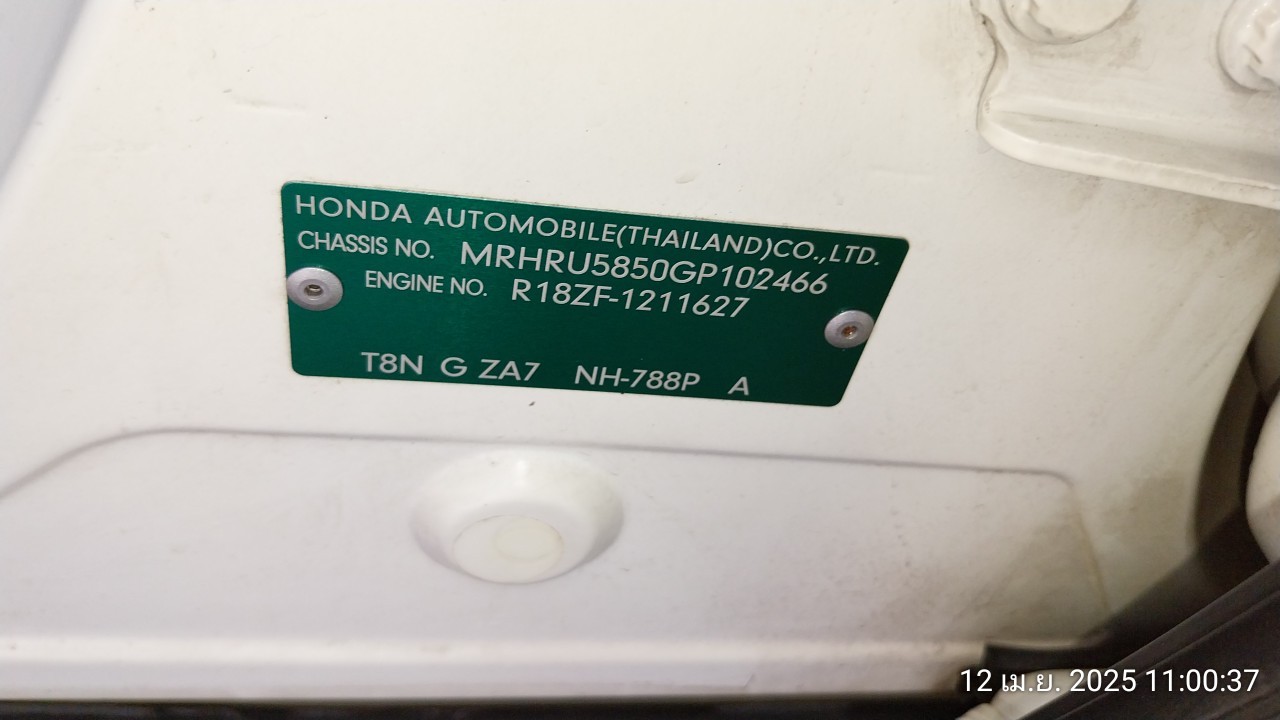 HONDA AUTOMOBILE(THAILAND)CO.,LTD.
CHASSIS NO. MRHRU5850GP102466
ENGINE NO. R18ZF-1211627
T8N G ZA7 NH-788P A
12 เม.ย. 2025 11:00:37